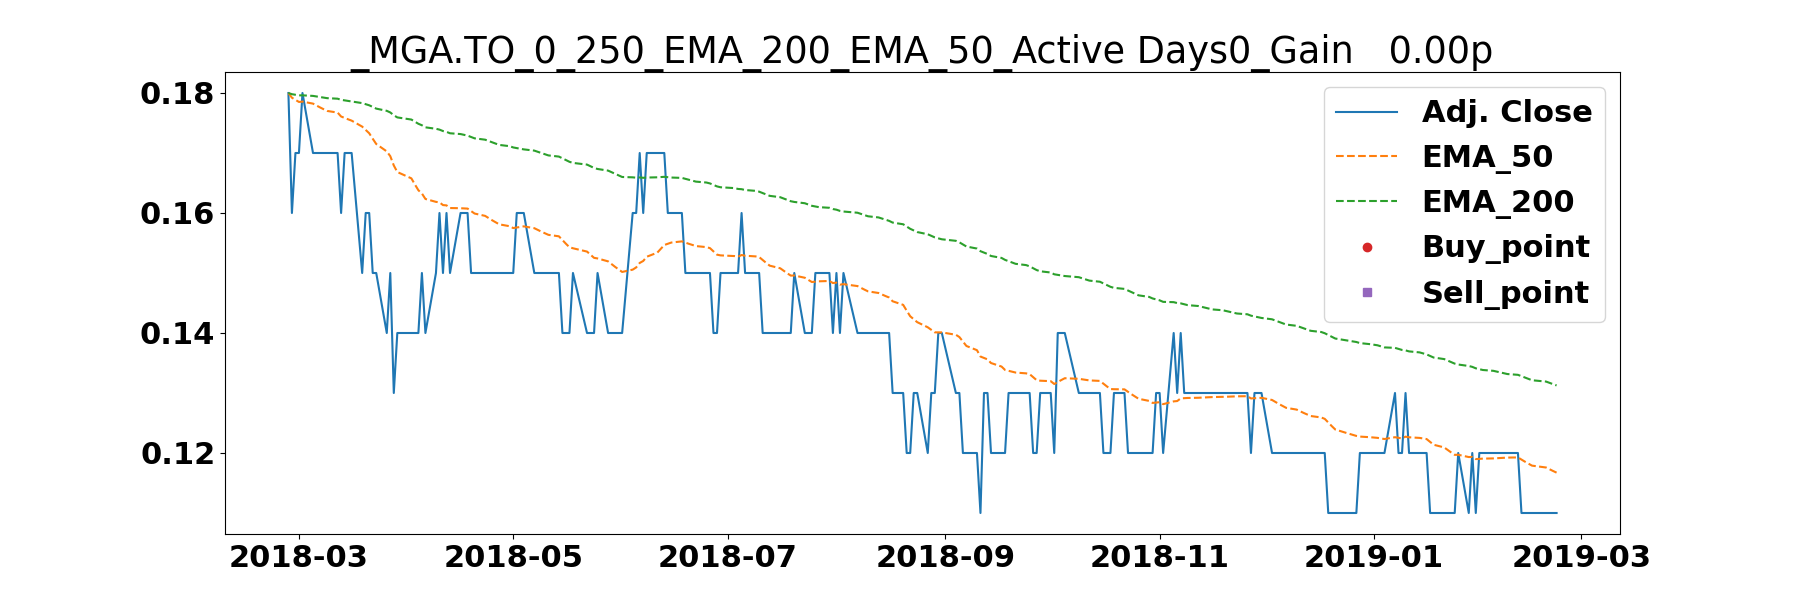 _MGA.TO_0_250_EMA_200_EMA_50_Active Days0_Gain   0.00p
0.18
0.16
0.14
0.12
Adj. Close
EMA_50
EMA_200
Buy_point
Sell_point
2018-03 2018-05 2018-07 2018-09 2018-11 2019-01 2019-03